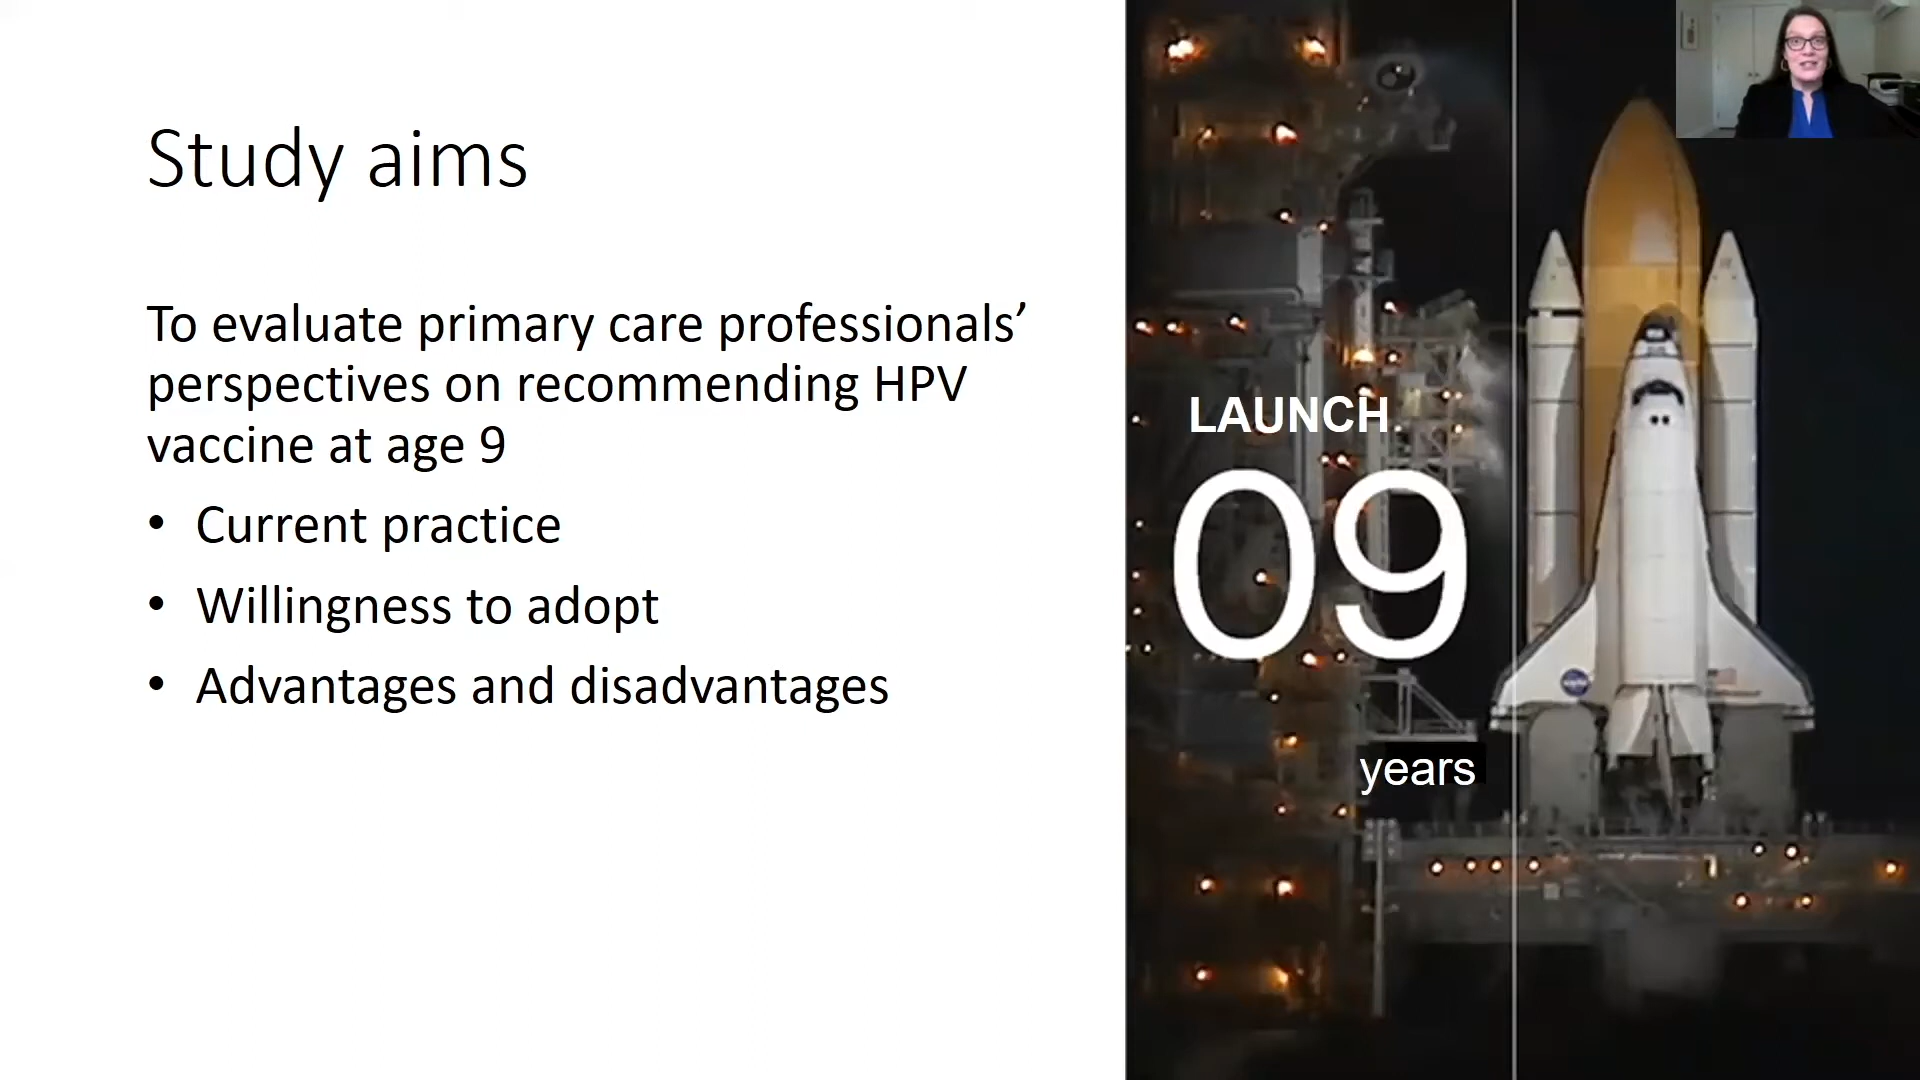 Study aims
To evaluate primary care professionals’
perspectives on recommending HPV
vaccine at age 9
• Current practice
• Willingness to adopt
• Advantages and disadvantages
LAUNCH
09
years